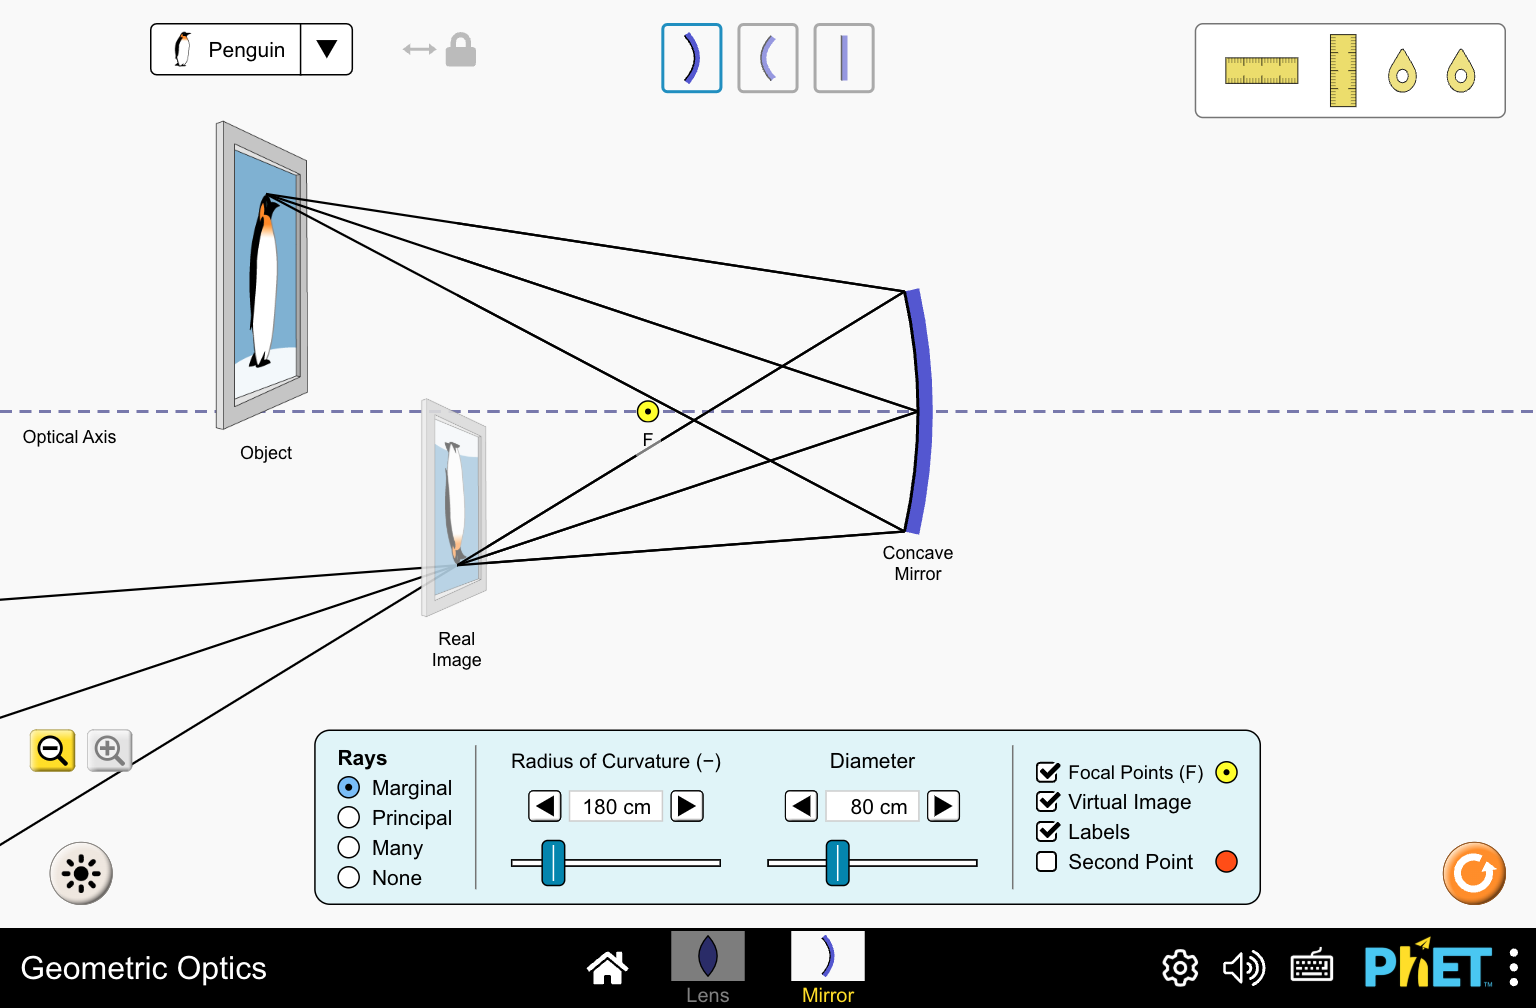 Penguin
Optical Axis
Object
F
Concave
Mirror
Real
Image
Rays
Marginal
Principal
Many
None
Radius of Curvature (−)
180 cm
Diameter
80 cm
Focal Points (F)
Virtual Image
Labels
Second Point
Geometric Optics
Lens
Mirror
PhET™